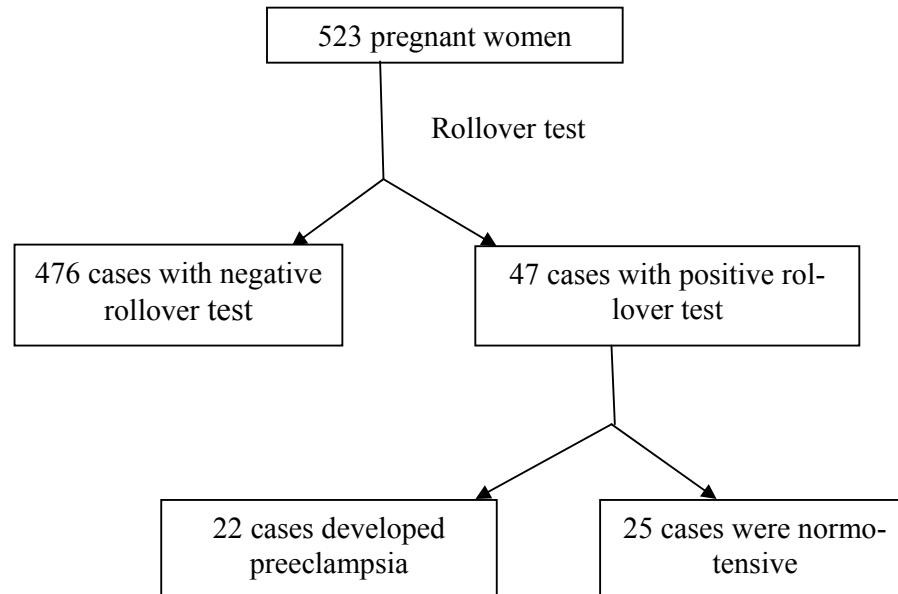 523 pregnant women
Rollover test
476 cases with negative
rollover test
47 cases with positive rol-
lover test
22 cases developed
preeclampsia
25 cases were normo-
tensive